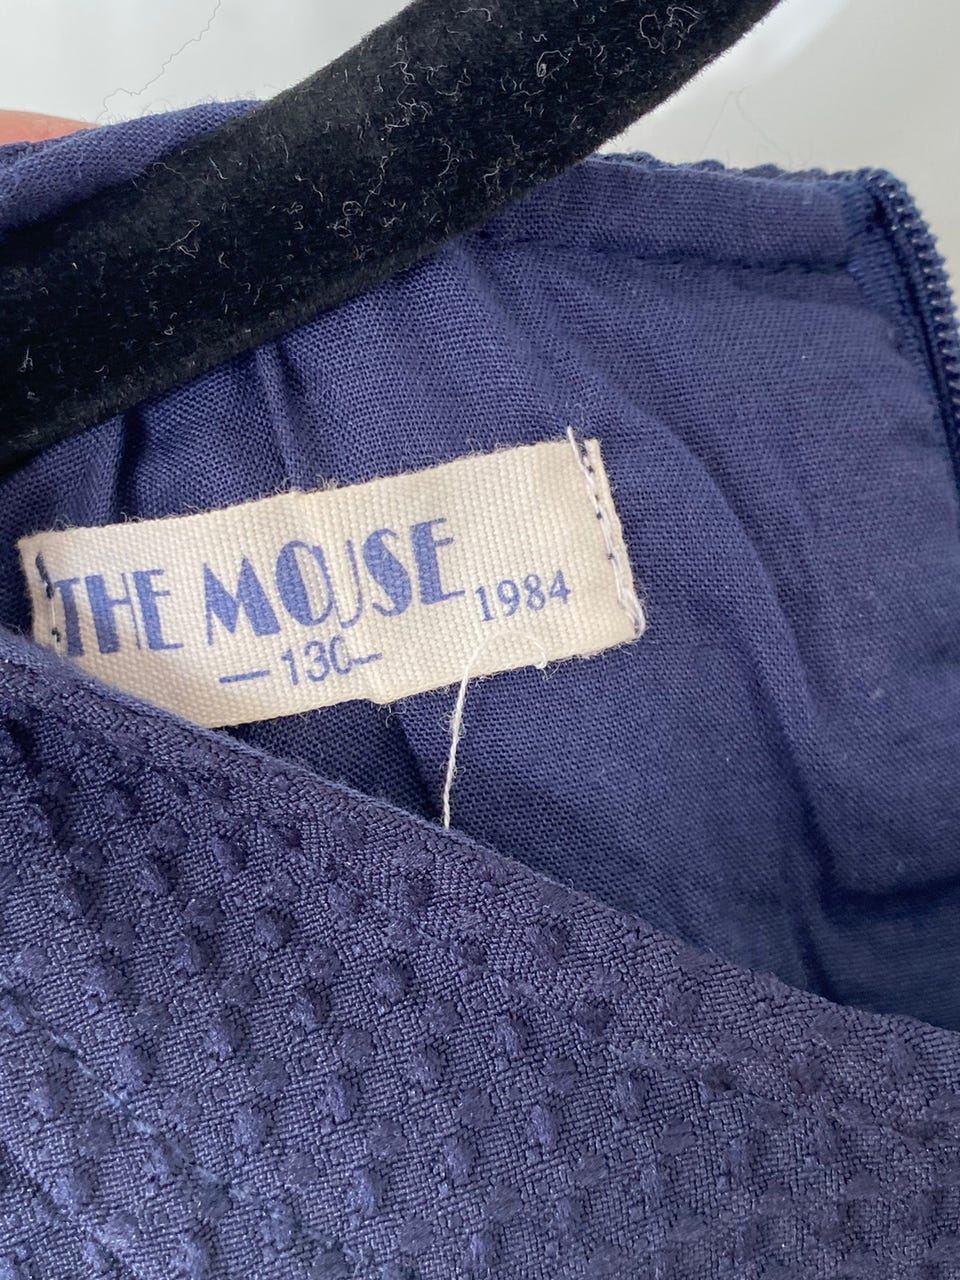 THE MOUSE 1984
— 130—